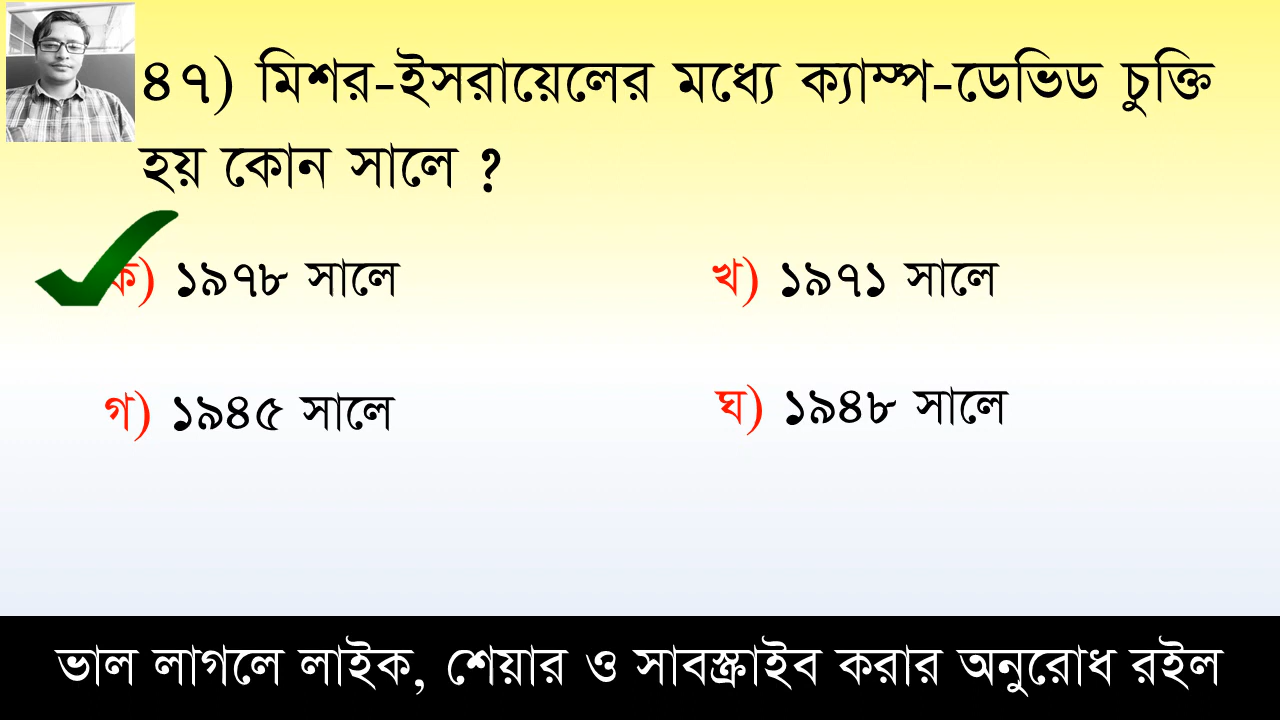 ৪৭) মিশর-ইসরায়েলের মধ্যে ক্যাম্প-ডেভিড চুক্তি
হয় কোন সালে ?
ক) ১৯৭৮ সালে
খ) ১৯৭১ সালে
গ) ১৯৪৫ সালে
ঘ) ১৯৪৮ সালে
ভাল লাগলে লাইক, শেয়ার ও সাবস্ক্রাইব করার অনুরোধ রইল